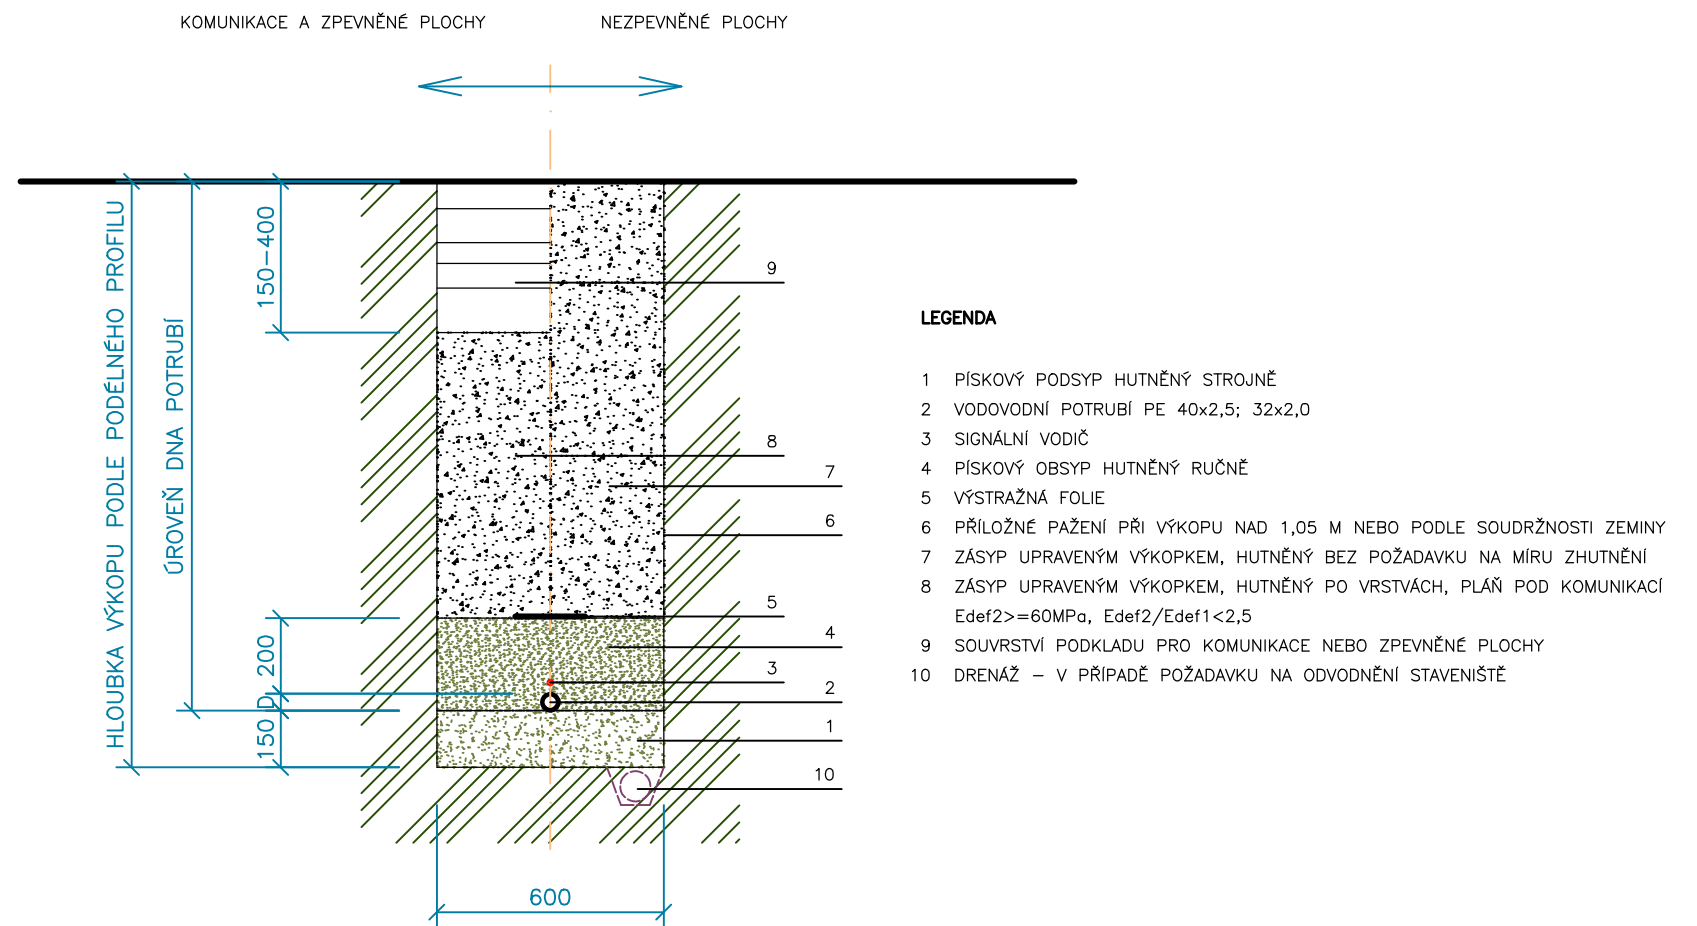 KOMUNIKACE A ZPEVNĚNÉ PLOCHY
NEZPEVNĚNÉ PLOCHY
HLOUBKA VÝKOPU PODLE PODÉLNÉHO PROFILU
ÚROVEŇ DNA POTRUBÍ
150-400
200
D
150
600
9
8
7
6
5
4
3
2
1
10
LEGENDA
1 PÍSKOVÝ PODSYP HUTNĚNÝ STROJNĚ
2 VODOVODNÍ POTRUBÍ PE 40x2,5; 32x2,0
3 SIGNÁLNÍ VODIČ
4 PÍSKOVÝ OBSYP HUTNĚNÝ RUČNĚ
5 VÝSTRAŽNÁ FOLIE
6 PŘÍLOŽNÉ PAŽENÍ PŘI VÝKOPU NAD 1,05 M NEBO PODLE SOUDRŽNOSTI ZEMINY
7 ZÁSYP UPRAVENÝM VÝKOPKEM, HUTNĚNÝ BEZ POŽADAVKU NA MÍRU ZHUTNĚNÍ
8 ZÁSYP UPRAVENÝM VÝKOPKEM, HUTNĚNÝ PO VRSTVÁCH, PLÁŇ POD KOMUNIKACÍ
Edef2>=60MPa, Edef2/Edef1<2,5
9 SOUVRSTVÍ PODKLADU PRO KOMUNIKACE NEBO ZPEVNĚNÉ PLOCHY
10 DRENÁŽ – V PŘÍPADĚ POŽADAVKU NA ODVODNĚNÍ STAVENIŠTĚ